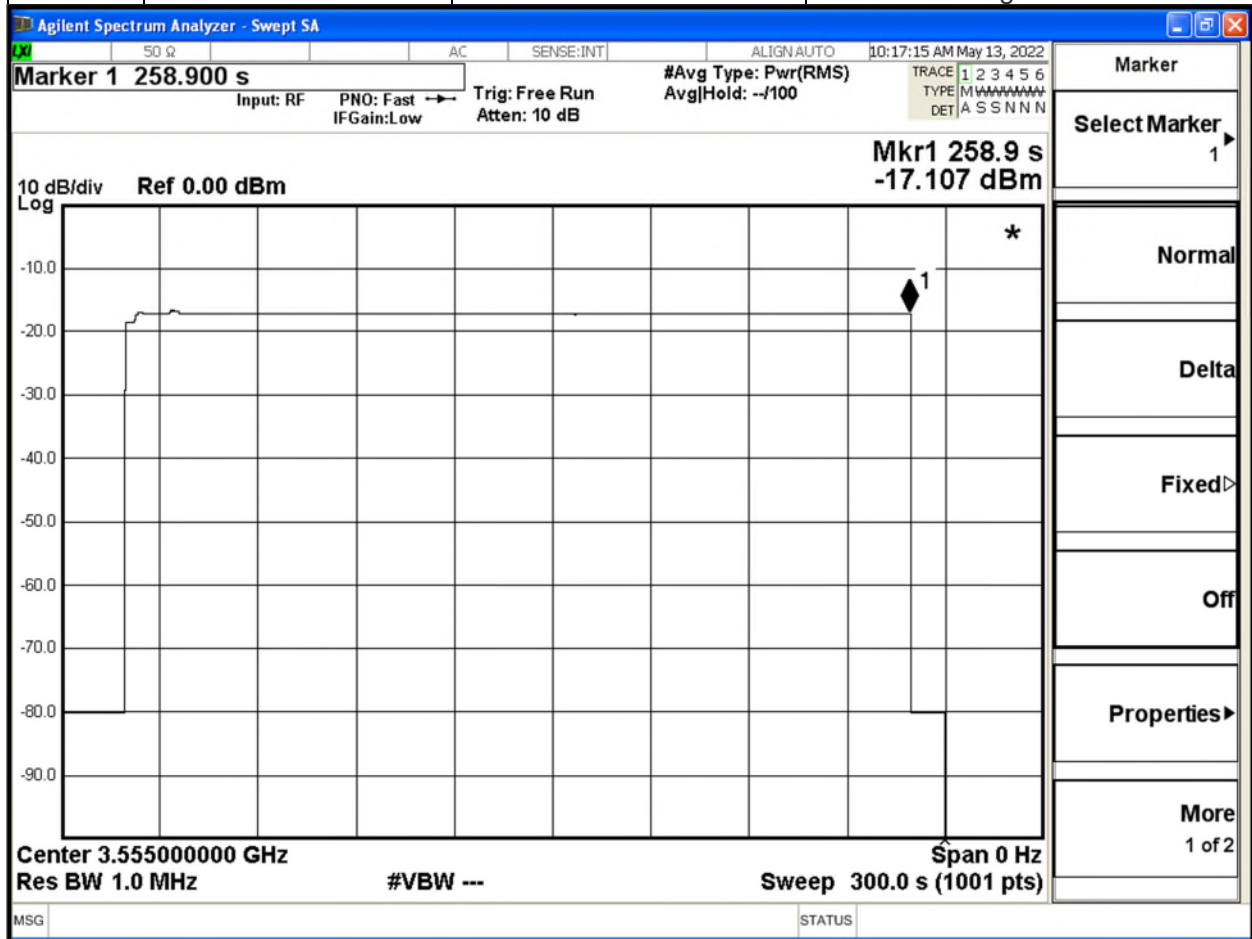 Agilent Spectrum Analyzer - Swept SA
LXI 50 Ω AC SENSE:INT ALIGN AUTO 10:17:15 AM May 13, 2022
Marker 1 258.900 s
Input: RF PNO: Fast
IFGain:Low
Trig: Free Run
Atten: 10 dB
#Avg Type: Pwr(RMS)
Avg|Hold: --/100
TRACE 1 2 3 4 5 6
TYPE M
DET A S S N N N
Mkr1 258.9 s
-17.107 dBm
10 dB/div Ref 0.00 dBm
Log
*
1
-10.0
-20.0
-30.0
-40.0
-50.0
-60.0
-70.0
-80.0
-90.0
Center 3.555000000 GHz Span 0 Hz
Res BW 1.0 MHz #VBW --- Sweep 300.0 s (1001 pts)
MSG STATUS
Marker
Select Marker
1
Normal
Delta
Fixed
Off
Properties
More
1 of 2